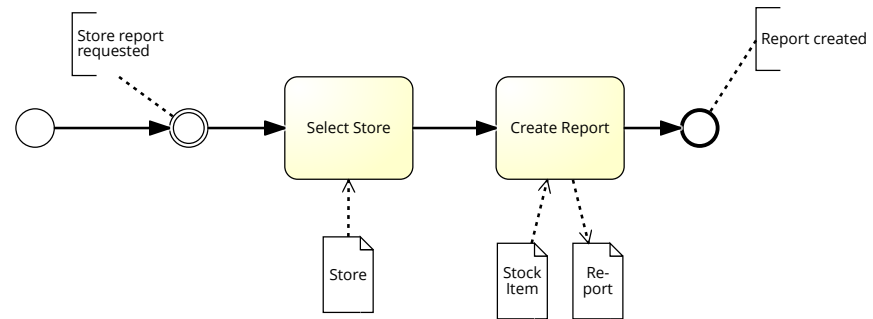 Store report
requested
Report created
Select Store
Create Report
Store
Stock
Item
Re-
port